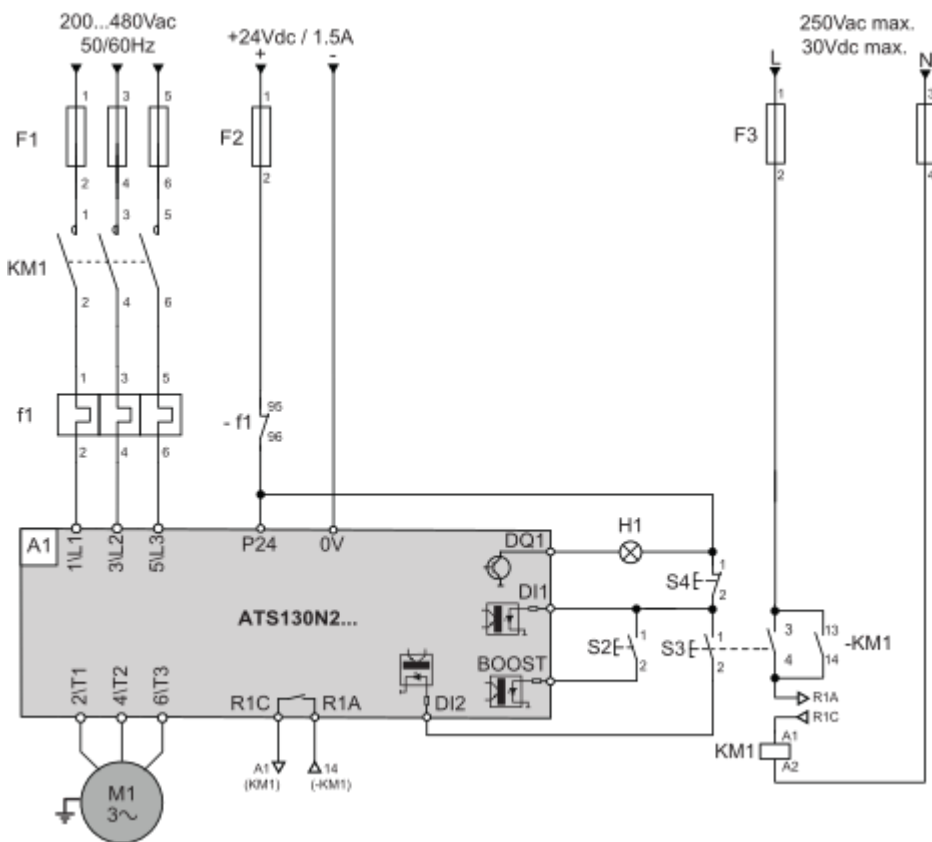 200...480Vac
50/60Hz
+24Vdc / 1.5A
+ -
250Vac max.
30Vdc max.
L N
1 3 5 1 1 3
F1 F2 F3
2 4 6 2 2 4
1 3 5
KM1
2 4 6
1 3 5
f1
2 4 6
- f1
95
96
A1
1\L1 3\L2 5\L3
P24 0V
DQ1
H1
S4
1
2
DI1
ATS130N2...
S2
1
2
S3
1
2
3
4
13
14
-KM1
BOOST
2\T1 4\T2 6\T3
R1C R1A DI2
R1A
R1C
KM1
A1
A2
A1
(KM1)
14
(-KM1)
M1
3~